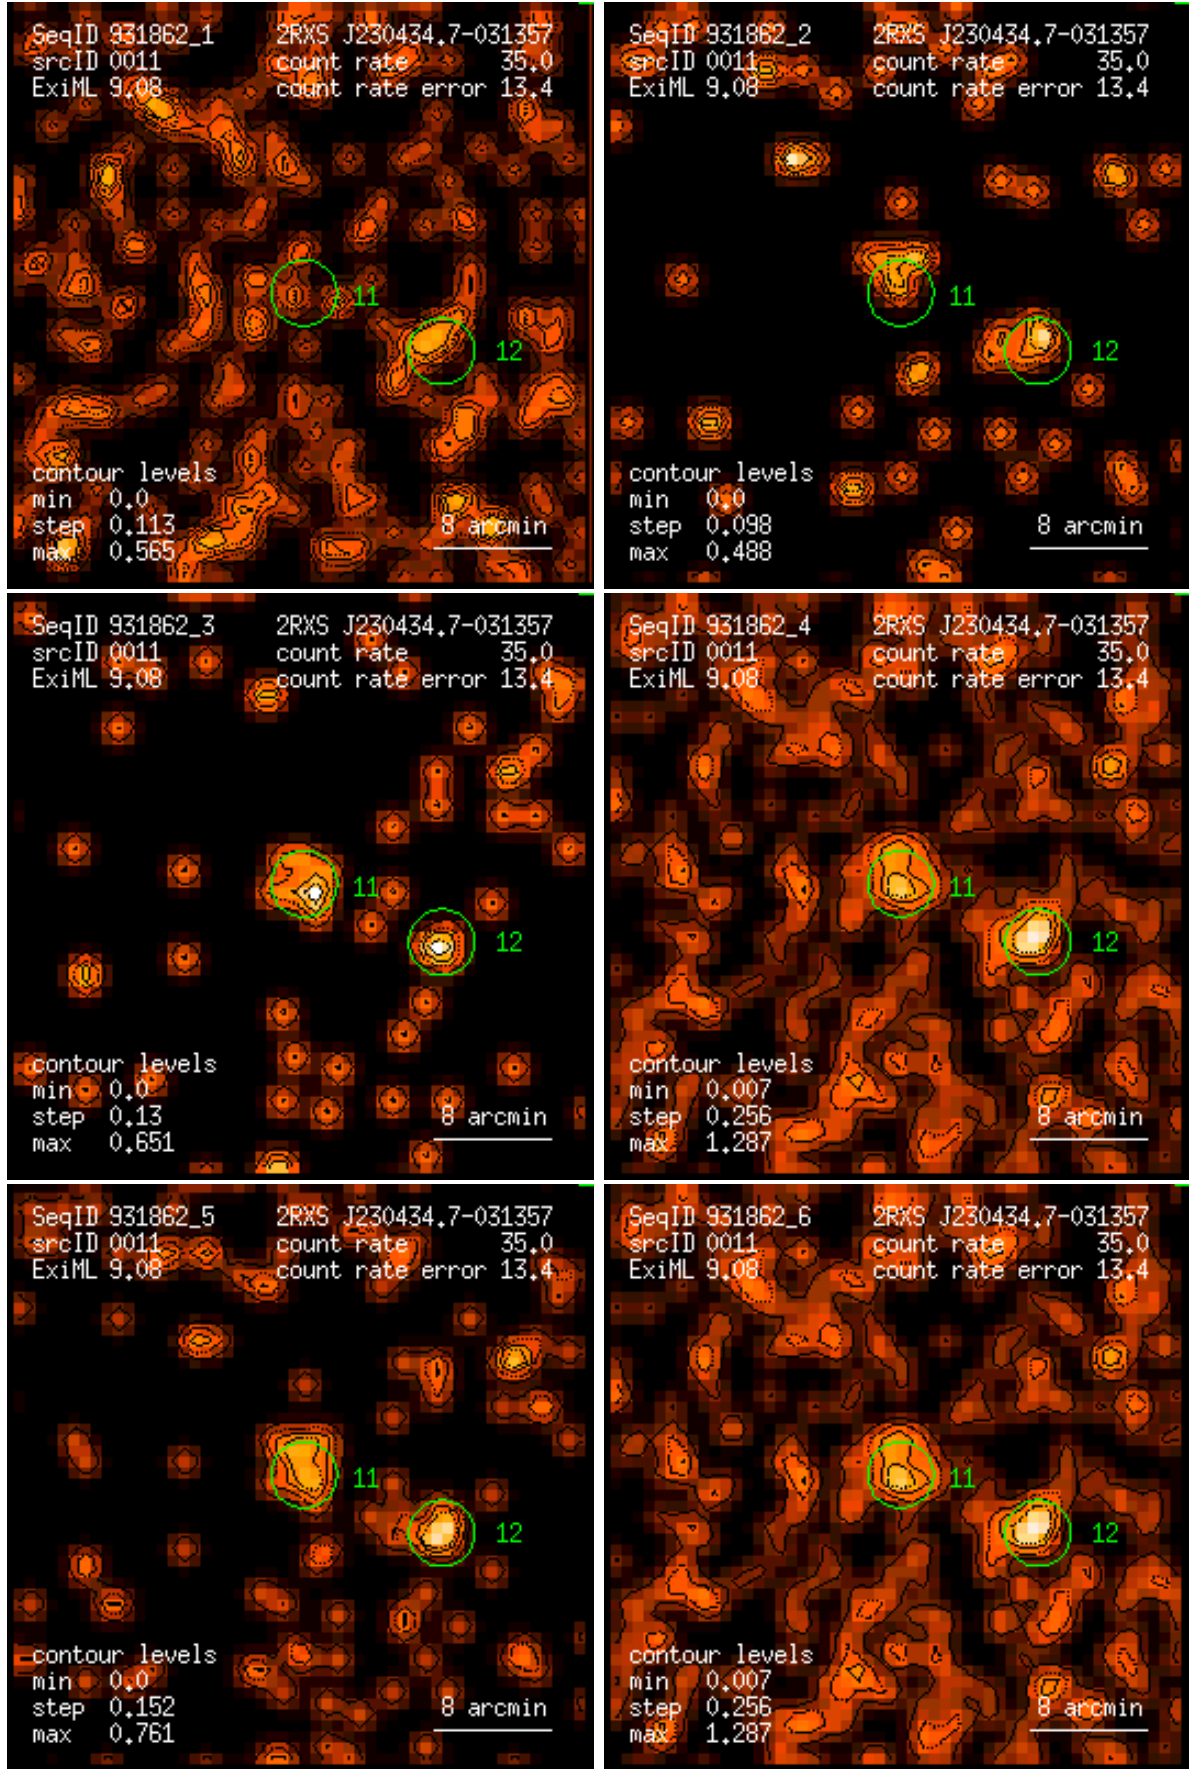 SeqID 931862_1 2RXS J230434.7-031357
srcID 0011 count rate 35.0
ExiML 9.08 count rate error 13.4
11
12
contour levels
min 0.0
step 0.113 8 arcmin
max 0.565
SeqID 931862_2 2RXS J230434.7-031357
srcID 0011 count rate 35.0
ExiML 9.08 count rate error 13.4
11
12
contour levels
min 0.0
step 0.098 8 arcmin
max 0.488
SeqID 931862_3 2RXS J230434.7-031357
srcID 0011 count rate 35.0
ExiML 9.08 count rate error 13.4
11
12
contour levels
min 0.0
step 0.13 8 arcmin
max 0.651
SeqID 931862_4 2RXS J230434.7-031357
srcID 0011 count rate 35.0
ExiML 9.08 count rate error 13.4
11
12
contour levels
min 0.007
step 0.256 8 arcmin
max 1.287
SeqID 931862_5 2RXS J230434.7-031357
srcID 0011 count rate 35.0
ExiML 9.08 count rate error 13.4
11
12
contour levels
min 0.0
step 0.152 8 arcmin
max 0.761
SeqID 931862_6 2RXS J230434.7-031357
srcID 0011 count rate 35.0
ExiML 9.08 count rate error 13.4
11
12
contour levels
min 0.007
step 0.256 8 arcmin
max 1.287